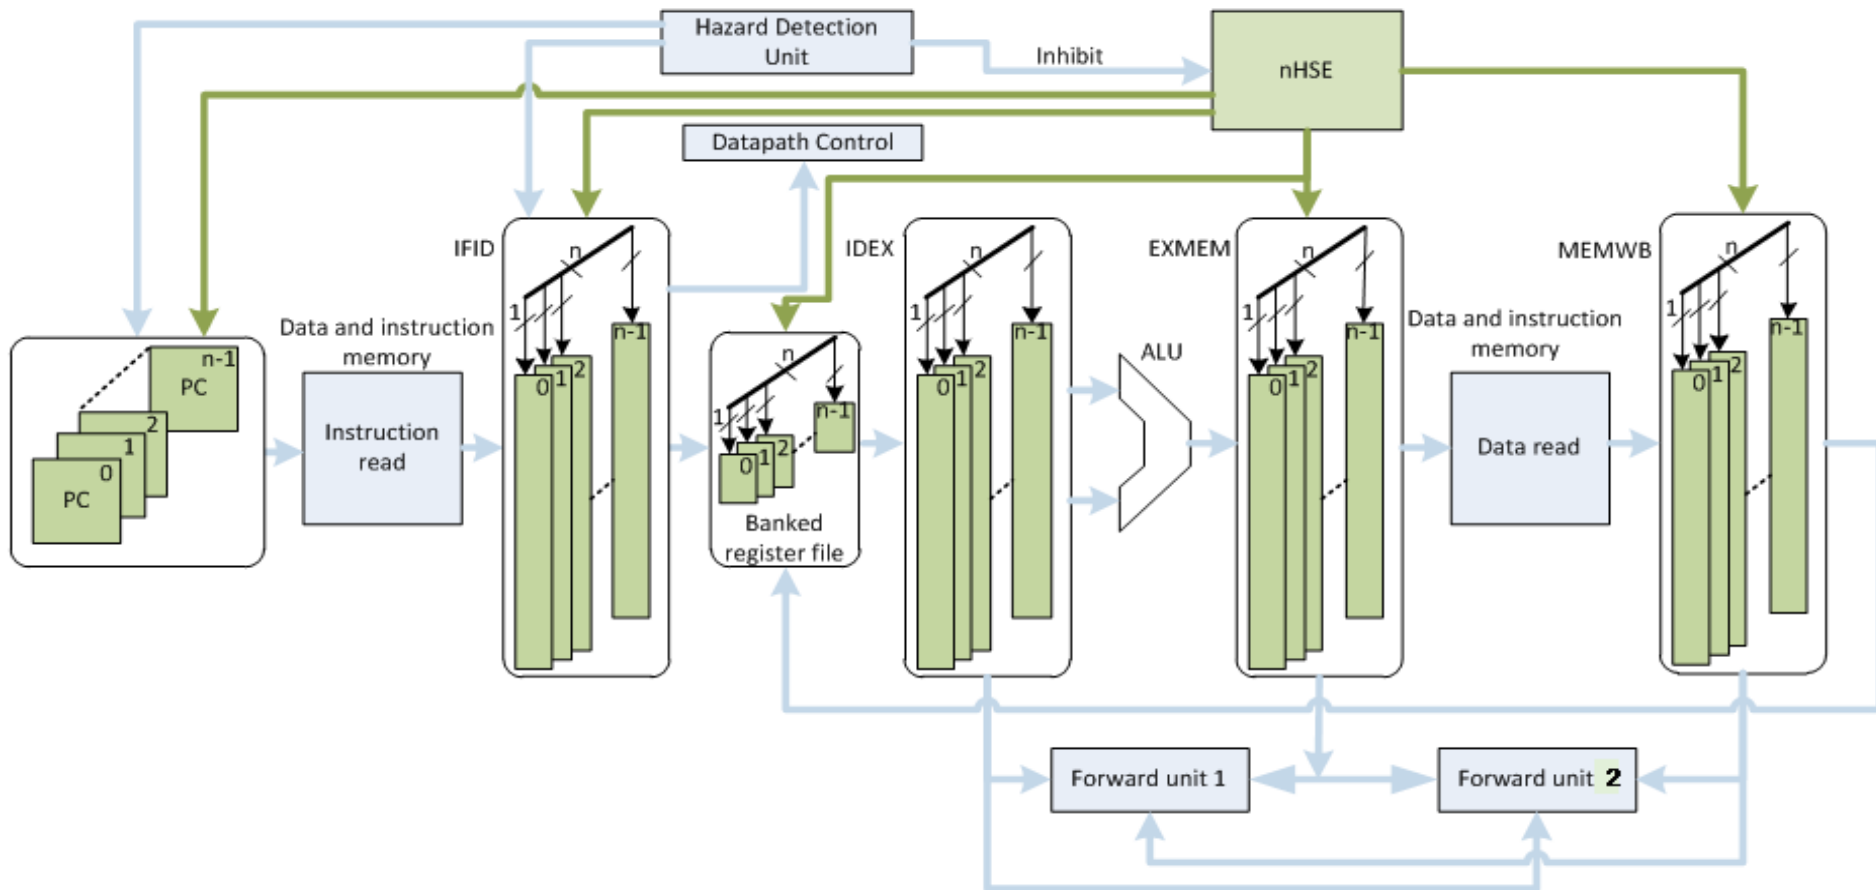 Hazard Detection
Unit
Inhibit
nHSE
Datapath Control
IFID
n
1
0
1
2
n-1
IDEX
n
1
0
1
2
n-1
EXMEM
n
1
0
1
2
n-1
MEMWB
n
1
0
1
2
n-1
n-1
PC
2
1
0
PC
Data and instruction
memory
Instruction
read
n
1
0
1
2
n-1
Banked
register file
ALU
Data and instruction
memory
Data read
Forward unit 1
Forward unit 2